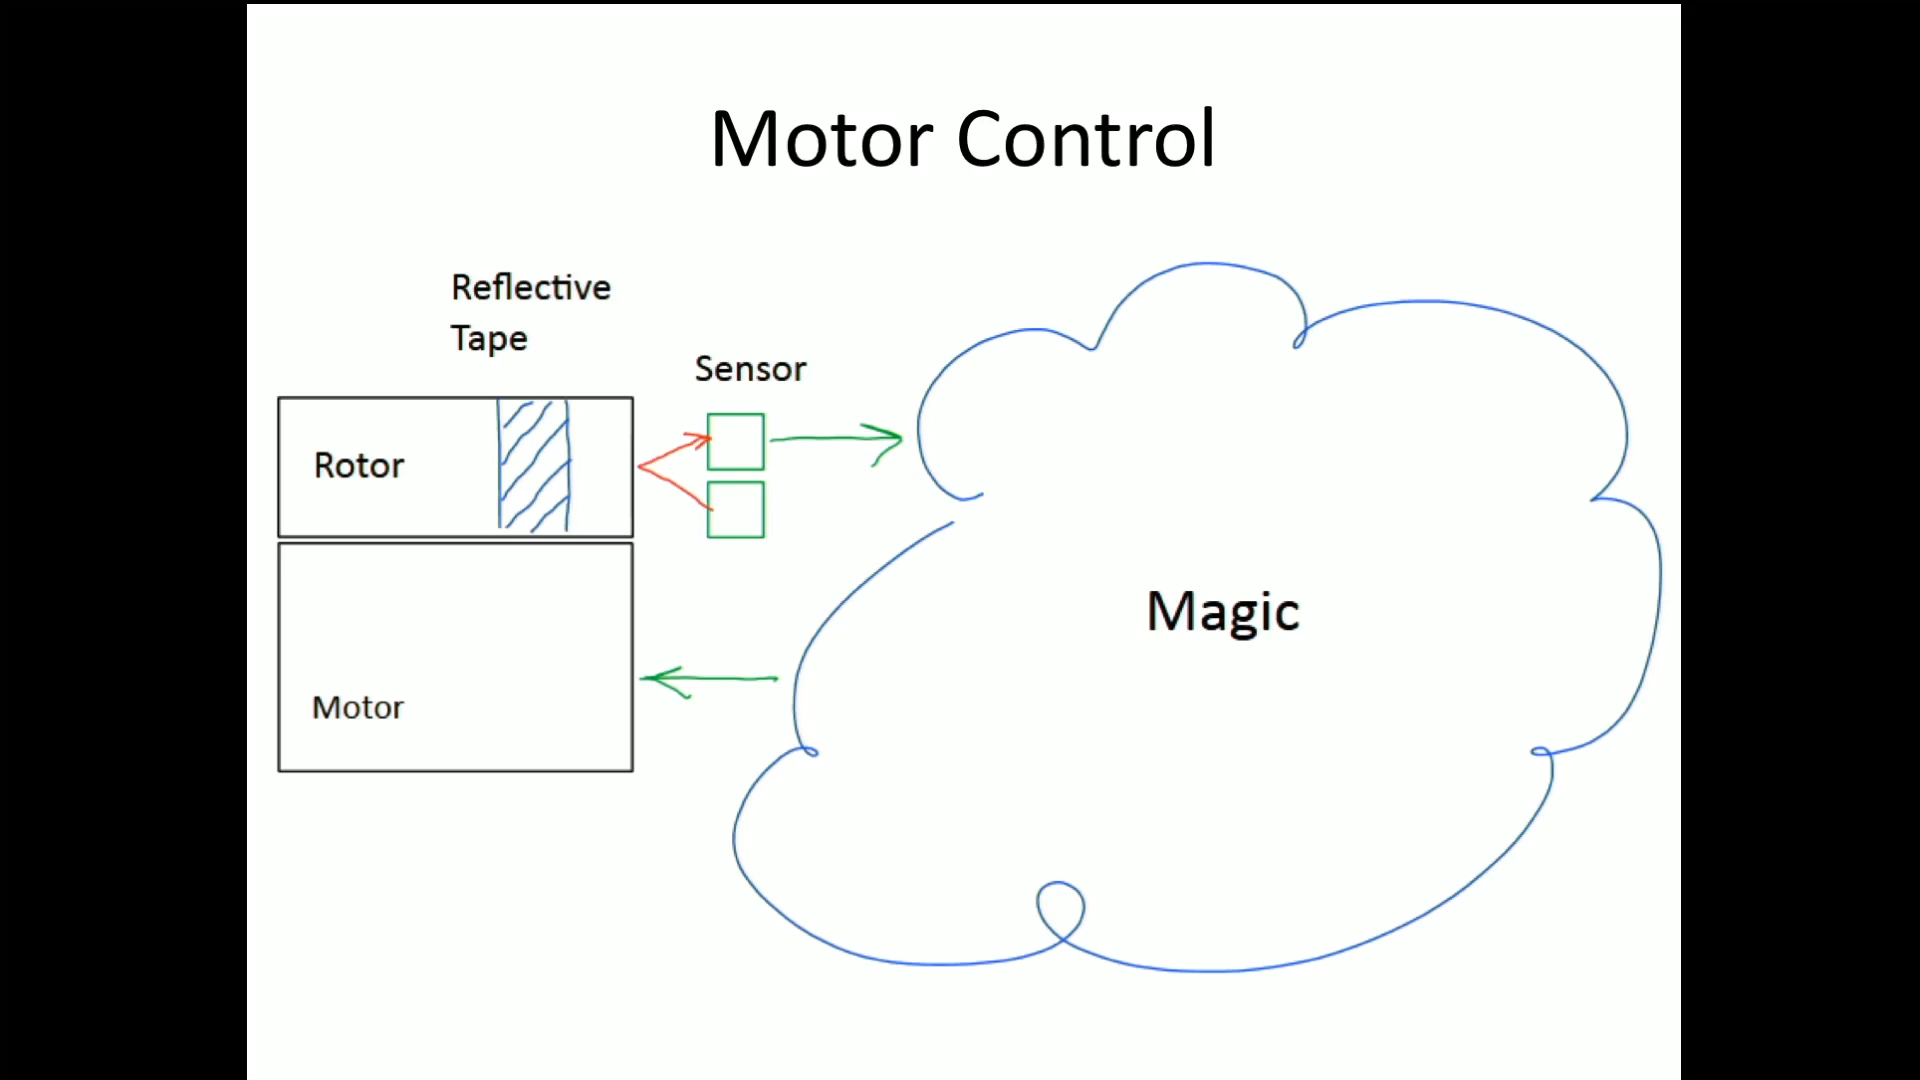 Motor Control
Reflective
Tape
Sensor
Rotor
Magic
Motor